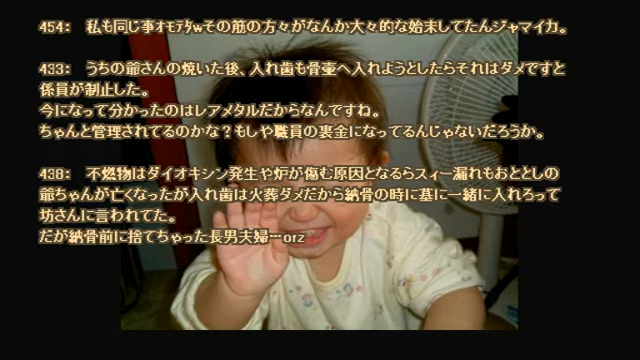 454: 私も同じ事ｵﾓﾃﾀwその筋の方々がなんか大々的な始末してたんジャマイカ。
433: うちの爺さんの焼いた後、入れ歯も骨壷へ入れようとしたらそれはダメですと
係員が制止した。
今になって分かったのはレアメタルだからなんですね。
ちゃんと管理されてるのかな？もしや職員の裏金になってるんじゃないだろうか。
438: 不燃物はダイオキシン発生や炉が傷む原因となるらスィー漏れもおととしの
爺ちゃんが亡くなったが入れ歯は火葬ダメだから納骨の時に墓に一緒に入れろって
坊さんに言われてた。
だが納骨前に捨てちゃった長男夫婦…orz